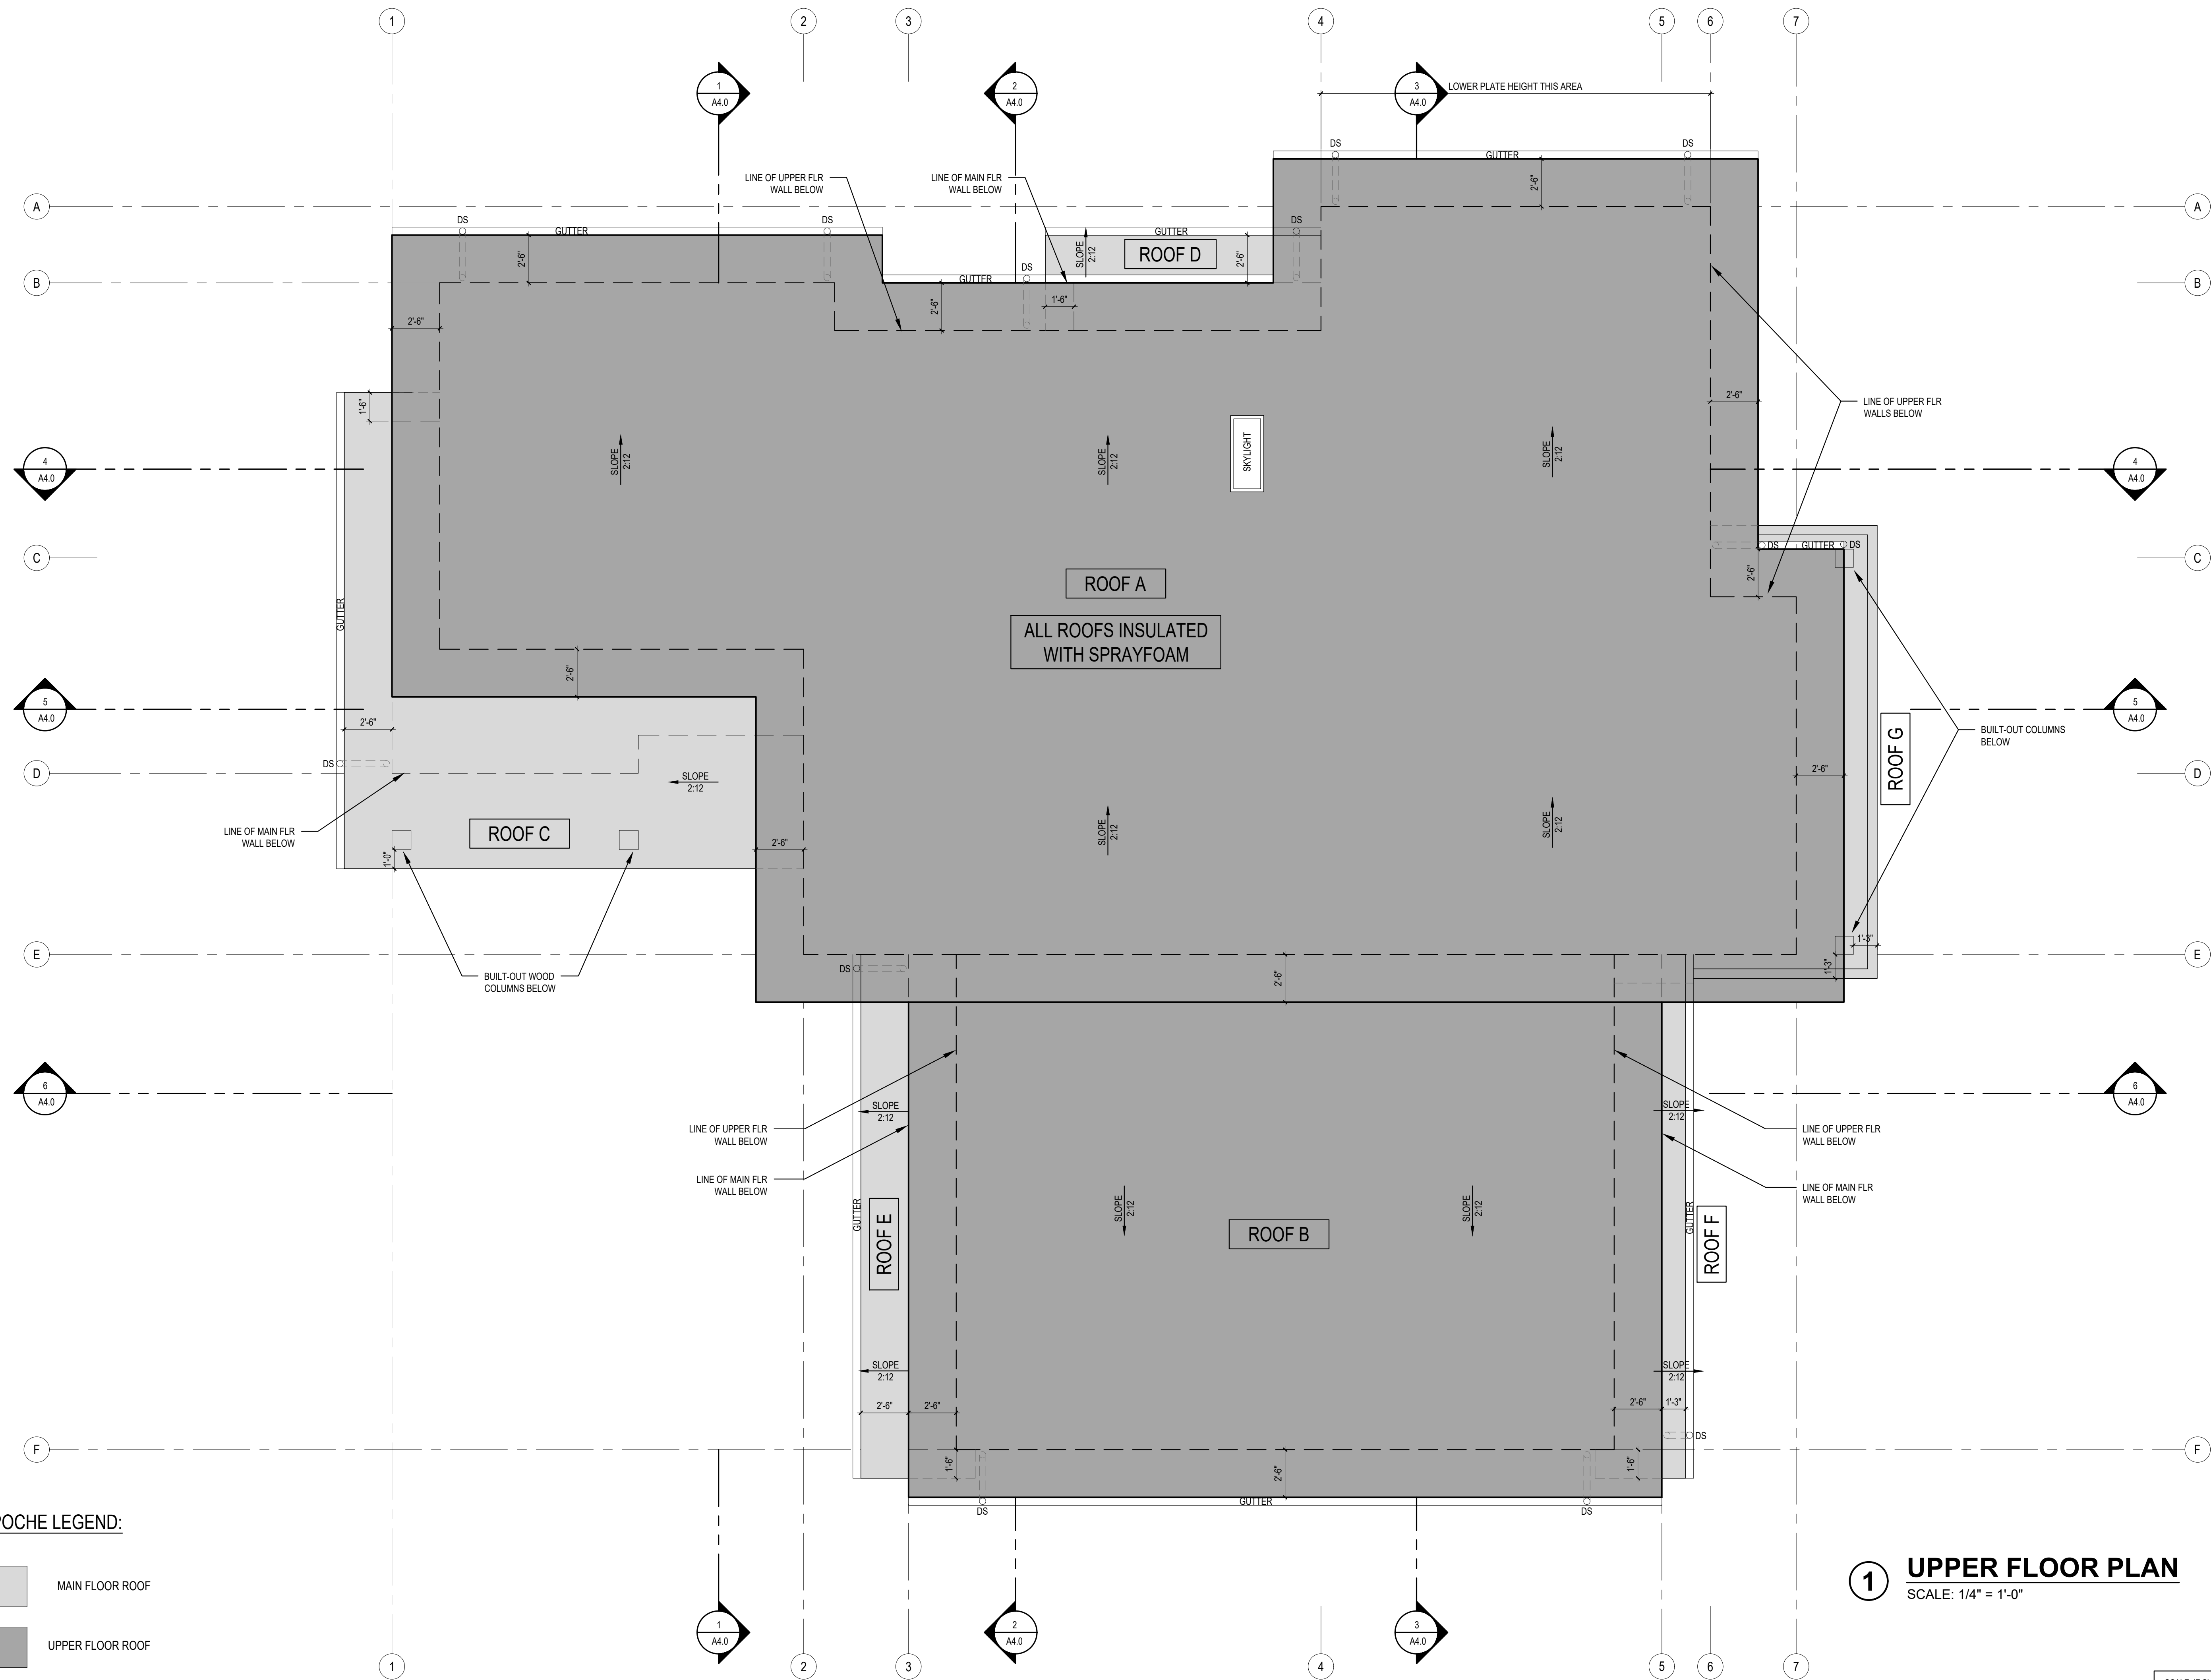 1
2
3
4
5
6
7
1
A4.0
2
A4.0
3
A4.0
LOWER PLATE HEIGHT THIS AREA
DS
GUTTER
DS
LINE OF UPPER FLR
WALL BELOW
LINE OF MAIN FLR
WALL BELOW
2'-6"
A
A
DS
GUTTER
DS
GUTTER
DS
2'-6"
SLOPE
2:12
ROOF D
2'-6"
DS
GUTTER
B
B
2'-6"
1'-6"
2'-6"
2'-6"
LINE OF UPPER FLR
WALLS BELOW
1'-6"
SLOPE
2:12
SLOPE
2:12
SKYLIGHT
SLOPE
2:12
4
A4.0
4
A4.0
C
C
DS
GUTTER
DS
2'-6"
ROOF A
ALL ROOFS INSULATED
WITH SPRAYFOAM
GUTTER
2'-6"
5
A4.0
5
A4.0
2'-6"
ROOF G
BUILT-OUT COLUMNS
BELOW
DS
D
D
SLOPE
2:12
2'-6"
LINE OF MAIN FLR
WALL BELOW
ROOF C
1'-0"
2'-6"
SLOPE
2:12
SLOPE
2:12
E
E
1'-3"
1'-3"
DS
2'-6"
BUILT-OUT WOOD
COLUMNS BELOW
6
A4.0
6
A4.0
SLOPE
2:12
SLOPE
2:12
LINE OF UPPER FLR
WALL BELOW
LINE OF UPPER FLR
WALL BELOW
LINE OF MAIN FLR
WALL BELOW
LINE OF MAIN FLR
WALL BELOW
GUTTER
ROOF E
SLOPE
2:12
ROOF B
SLOPE
2:12
GUTTER
ROOF F
SLOPE
2:12
SLOPE
2:12
2'-6"
2'-6"
2'-6"
1'-3"
DS
F
F
1'-6"
2'-6"
1'-6"
GUTTER
DS
DS
POCHE LEGEND:
MAIN FLOOR ROOF
UPPER FLOOR ROOF
1
UPPER FLOOR PLAN
SCALE: 1/4" = 1'-0"
1
A4.0
2
A4.0
3
A4.0
1
2
3
4
5
6
7